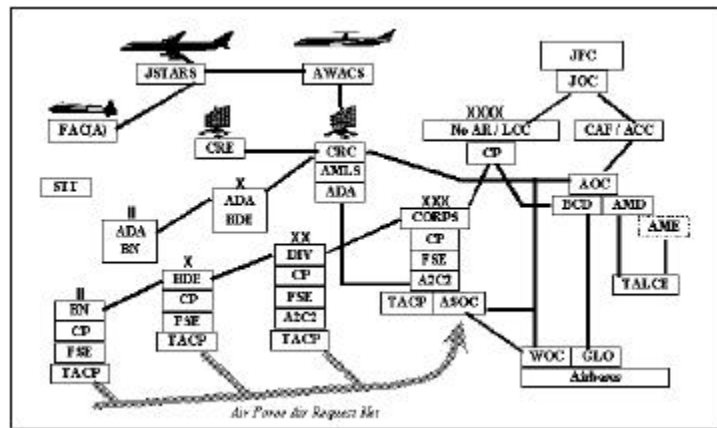 JSTARS
AWACS
JFC
JOC
FAC(A)
XXXX
No AR / LCC
CP
CAF / ACC
CRE
CRC
AMLS
ADA
STT
X
ADA
BDE
II
ADA
BN
AOC
BCD
AMD
AME
TALCE
XXX
CORPS
CP
FSE
A2C2
TACP
ASOC
XX
DIV
CP
FSE
A2C2
TACP
X
BDE
CP
FSE
TACP
II
BN
CP
FSE
TACP
WOC
GLO
Airbases
Air Force Air Request Net